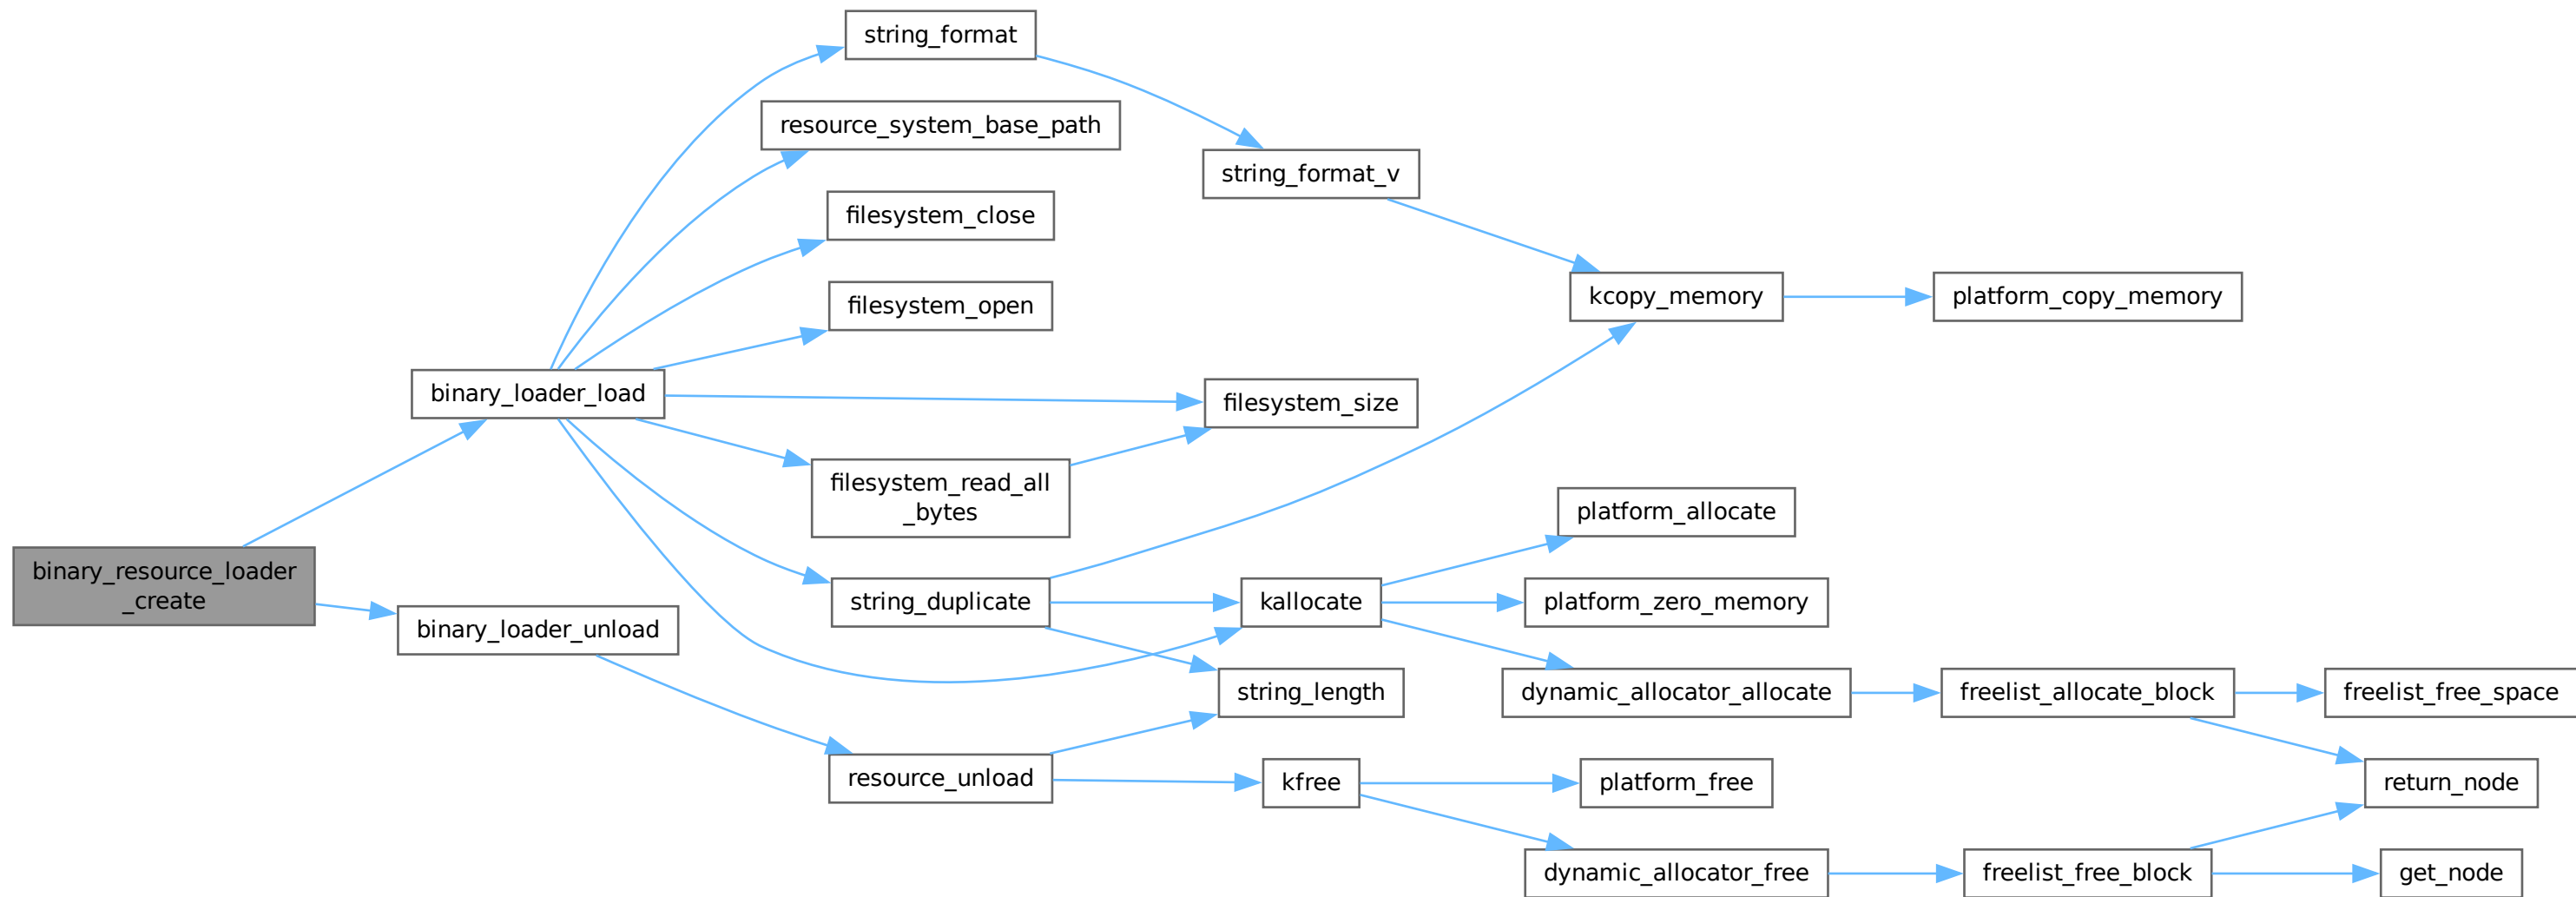 string_format
resource_system_base_path
string_format_v
filesystem_close
filesystem_open
kcopy_memory
platform_copy_memory
binary_loader_load
filesystem_size
filesystem_read_all
_bytes
platform_allocate
binary_resource_loader
_create
string_duplicate
kallocate
platform_zero_memory
binary_loader_unload
string_length
dynamic_allocator_allocate
freelist_allocate_block
freelist_free_space
resource_unload
kfree
platform_free
return_node
dynamic_allocator_free
freelist_free_block
get_node